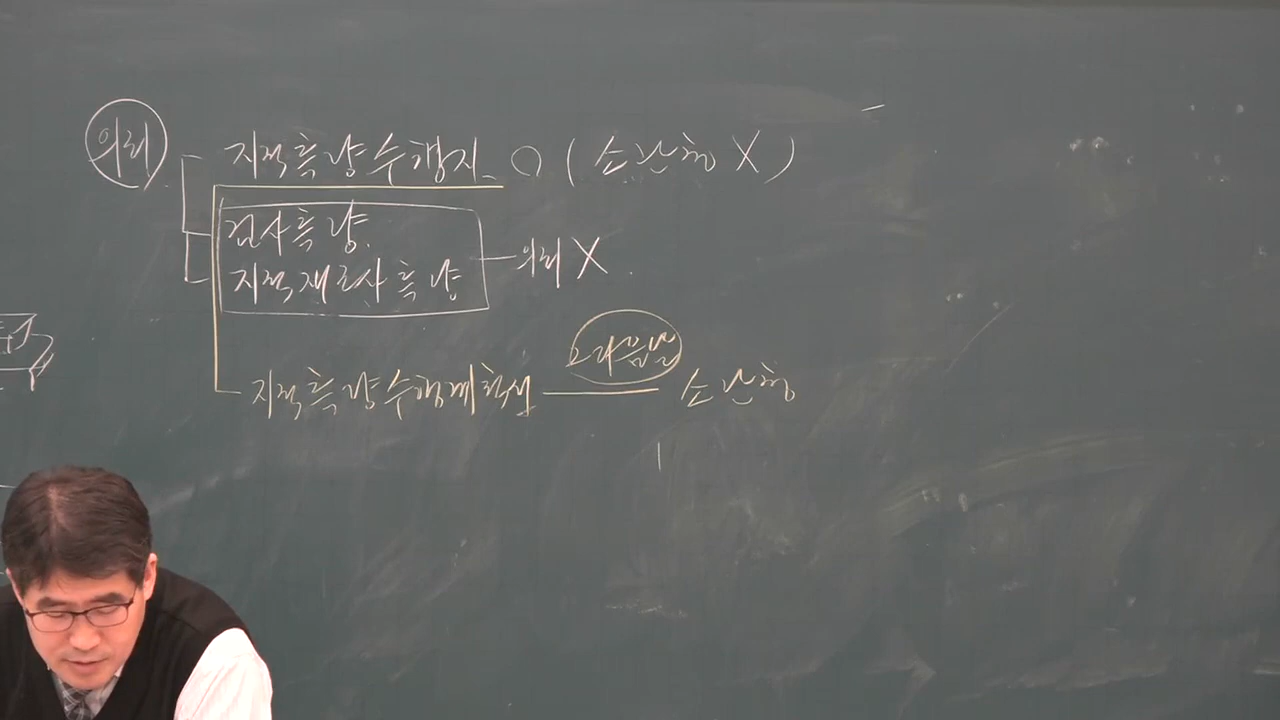 의뢰
지적측량수행자 O (소관청 X)
검사측량
지적재조사측량 - 의뢰 X
다음날
지적측량수행계획서 소관청